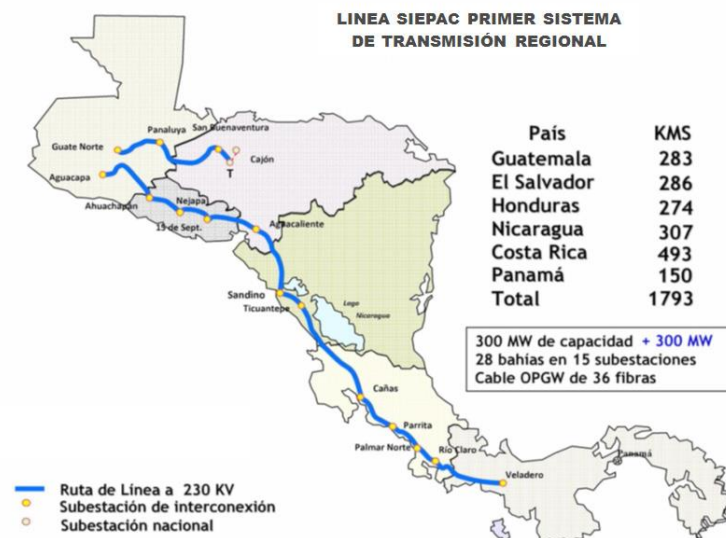 LINEA SIEPAC PRIMER SISTEMA
DE TRANSMISIÓN REGIONAL
Panaluya
San Buenaventura
Guate Norte
Cajón
T
Aguacapa
Ahuachapán
Nejapa
15 de Sept.
Aguacaliente
Sandino
Ticuantepe
Lago
Nicaragua
Cañas
Parrita
Palmar Norte
Río Claro
Veladero
Panamá
País KMS
Guatemala 283
El Salvador 286
Honduras 274
Nicaragua 307
Costa Rica 493
Panamá 150
Total 1793
300 MW de capacidad + 300 MW
28 bahías en 15 subestaciones
Cable OPGW de 36 fibras
Ruta de Línea a 230 KV
Subestación de interconexión
Subestación nacional